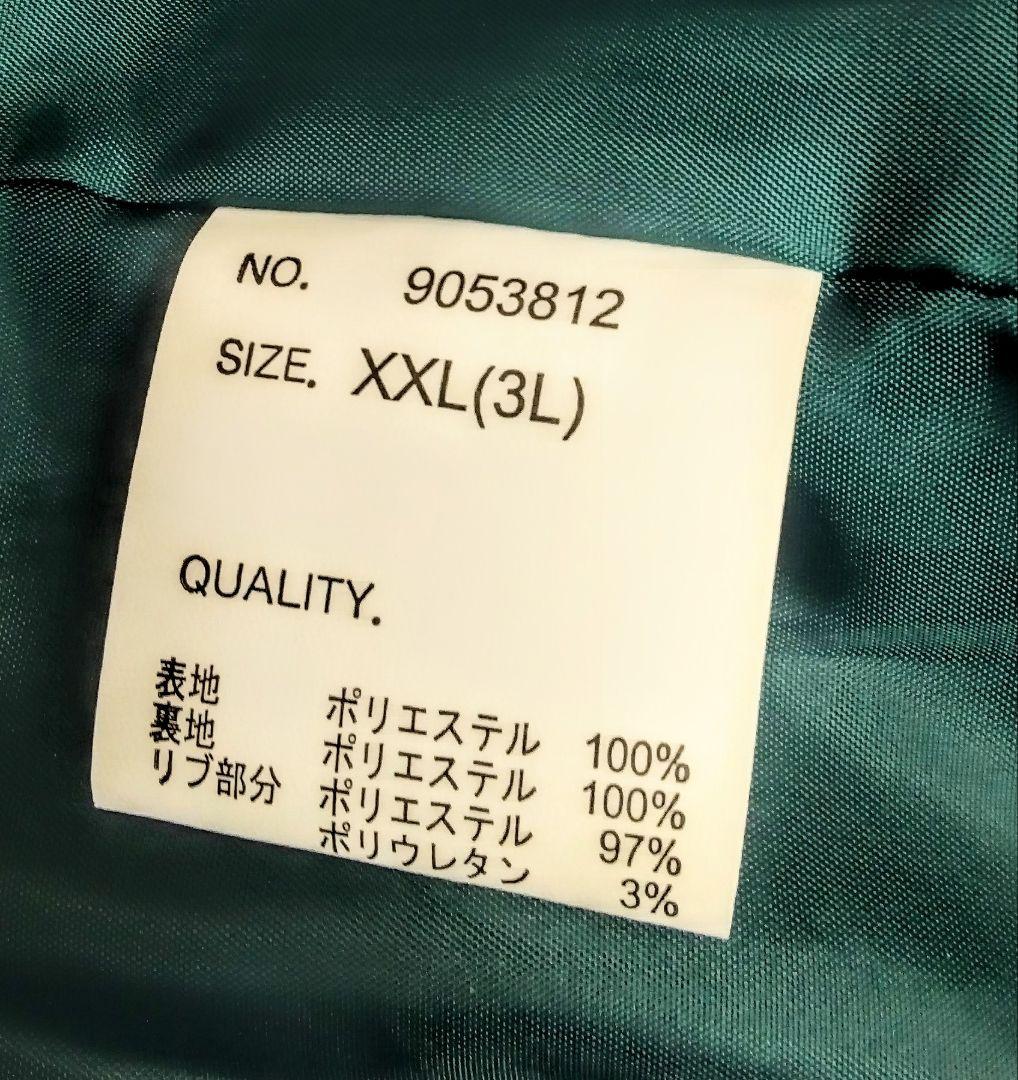 NO. 9053812
SIZE. XXL(3L)
QUALITY.
表地 ポリエステル 100%
裏地 ポリエステル 100%
リブ部分 ポリエステル 97%
ポリウレタン 3%